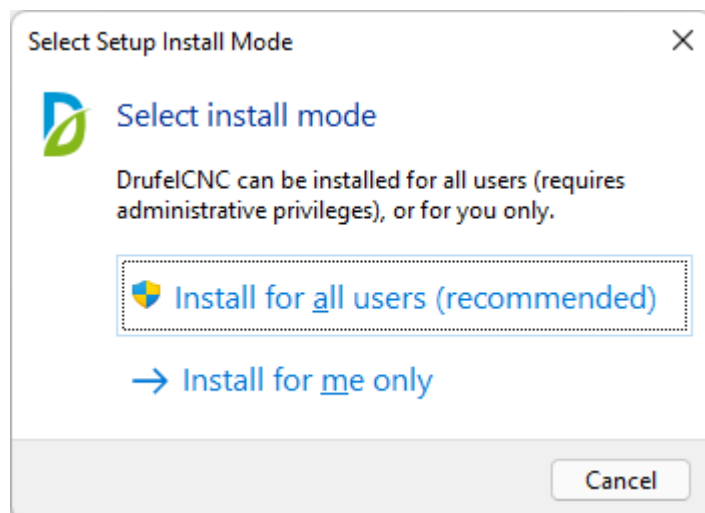 Select Setup Install Mode
Select install mode
DrufelCNC can be installed for all users (requires
administrative privileges), or for you only.
Install for all users (recommended)
Install for me only
Cancel